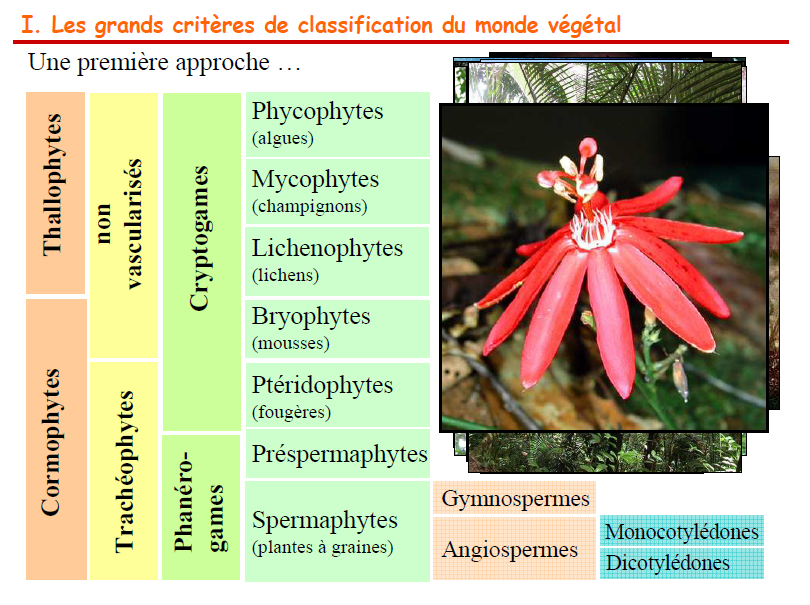 I. Les grands critères de classification du monde végétal
Une première approche …
Thallophytes
Cormophytes
non
vascularisés
Trachéophytes
Cryptogames
Phanéro-
games
Phycophytes
(algues)
Mycophytes
(champignons)
Lichenophytes
(lichens)
Bryophytes
(mousses)
Ptéridophytes
(fougères)
Préspermaphytes
Spermaphytes
(plantes à graines)
Gymnospermes
Angiospermes
Monocotylédones
Dicotylédones